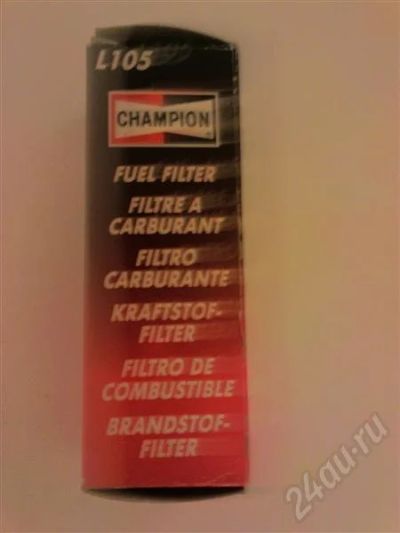 L105
CHAMPION
FUEL FILTER
FILTRE A
CARBURANT
FILTRO
CARBURANTE
KRAFTSTOF-
FILTER
FILTRO DE
COMBUSTIBLE
BRANDSTOF-
FILTER
24au.ru